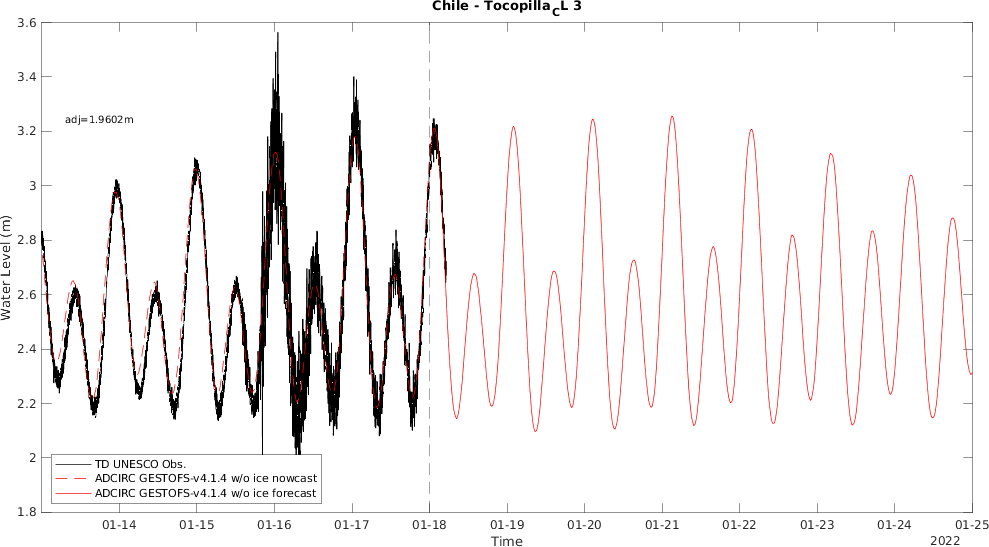 Chile - Tocopilla_CL 3
3.6
3.4
3.2
3
2.8
2.6
2.4
2.2
2
1.8
Water Level (m)
adj=1.9602m
TD UNESCO Obs.
ADCIRC GESTOFS-v4.1.4 w/o ice nowcast
ADCIRC GESTOFS-v4.1.4 w/o ice forecast
01-14 01-15 01-16 01-17 01-18 01-19 01-20 01-21 01-22 01-23 01-24 01-25
Time
2022